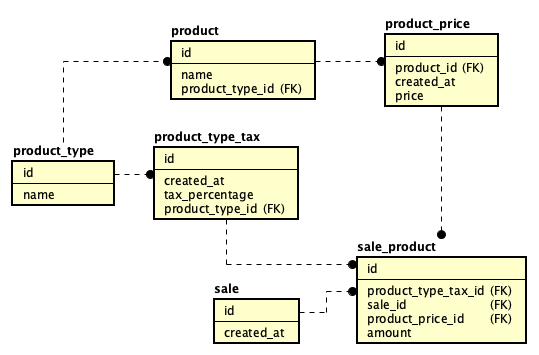 product
id
name
product_type_id (FK)
product_price
id
product_id (FK)
created_at
price
product_type
id
name
product_type_tax
id
created_at
tax_percentage
product_type_id (FK)
sale
id
created_at
sale_product
id
product_type_tax_id (FK)
sale_id (FK)
product_price_id (FK)
amount